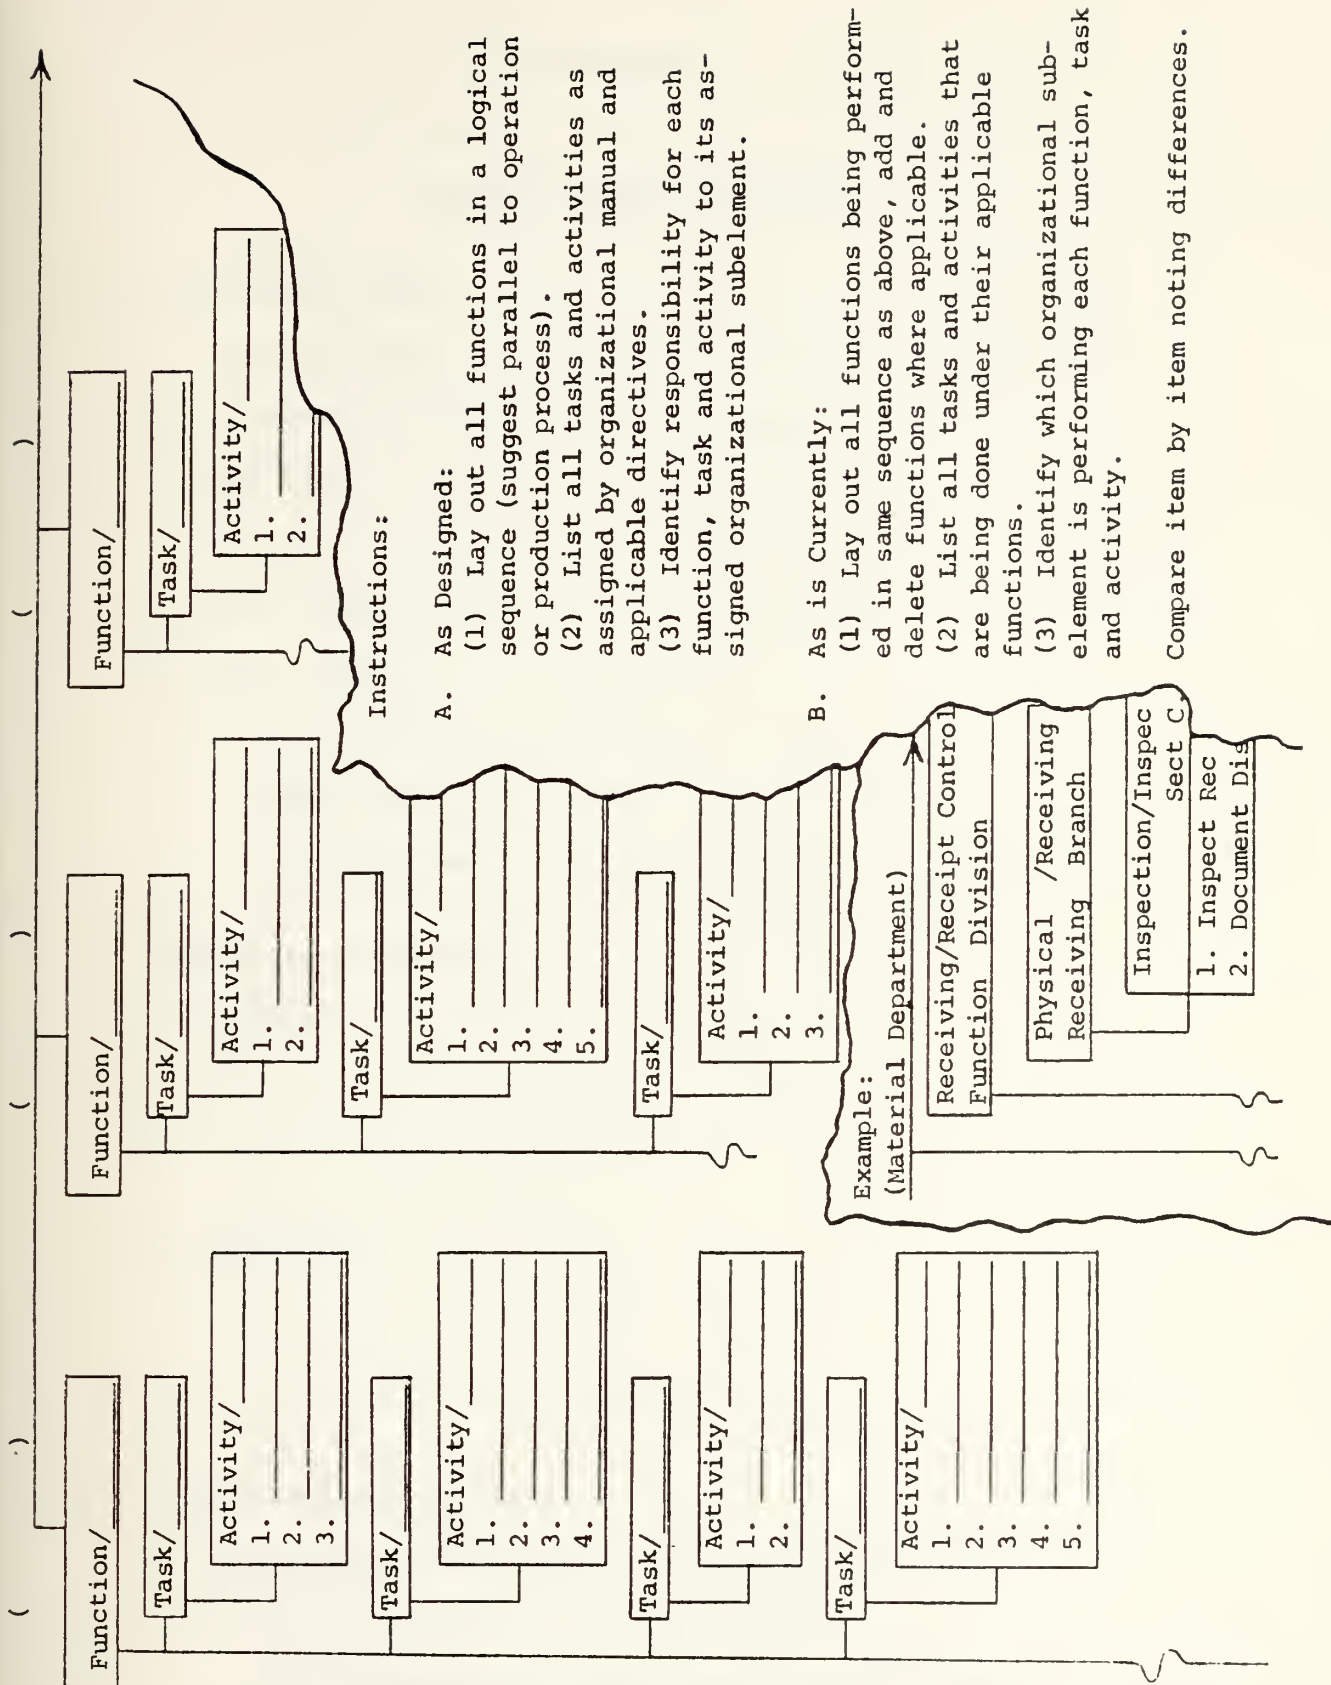 ( )
( )
( )
Function/
Task/
Activity/
1.
2.
3.
Task/
Activity/
1.
2.
3.
4.
Task/
Activity/
1.
2.
Task/
Activity/
1.
2.
3.
4.
5.
Function/
Task/
Activity/
1.
2.
Task/
Activity/
1.
2.
3.
4.
5.
Task/
Activity/
1.
2.
3.
Function/
Task/
Activity/
1.
2.
Instructions:
A. As Designed:
(1) Lay out all functions in a logical
sequence (suggest parallel to operation
or production process).
(2) List all tasks and activities as
assigned by organizational manual and
applicable directives.
(3) Identify responsibility for each
function, task and activity to its as-
signed organizational subelement.
B. As is Currently:
(1) Lay out all functions being perform-
ed in same sequence as above, add and
delete functions where applicable.
(2) List all tasks and activities that
are being done under their applicable
functions.
(3) Identify which organizational sub-
element is performing each function, task
and activity.
Compare item by item noting differences.
Example:
(Material Department)
Receiving/Receipt Control
Function Division
Physical /Receiving
Receiving Branch
Inspection/Inspec
Sect C.
1. Inspect Rec
2. Document Dis